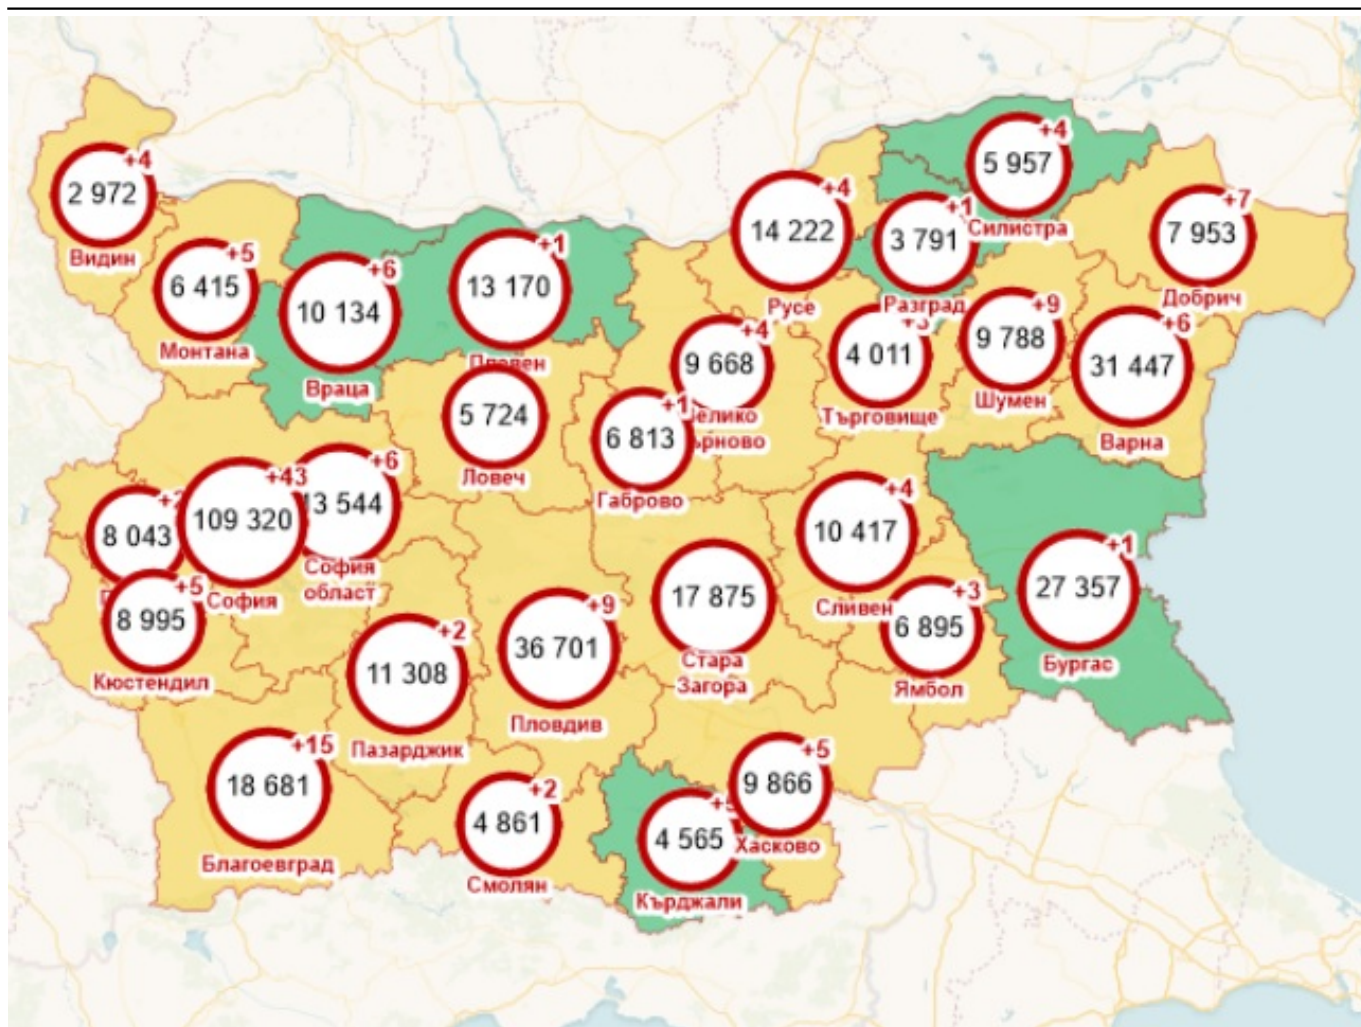 +4
2 972
Видин
+5
6 415
Монтана
+6
10 134
Враца
+1
13 170
Плевен
5 724
Ловеч
+4
9 668
+1
6 813
Габрово
+4
14 222
Русе
+1
3 791
Разград
+4
5 957
Силистра
+7
7 953
Добрич
4 011
Търговище
+9
9 788
Шумен
+6
31 447
Варна
+43
109 320
София
+6
София
област
8 043
+5
8 995
Кюстендил
+2
11 308
Пазарджик
+9
36 701
Пловдив
17 875
Стара
Загора
+4
10 417
Сливен
+3
6 895
Ямбол
+1
27 357
Бургас
+15
18 681
Благоевград
+2
4 861
Смолян
4 565
Кърджали
+5
9 866
Хасково